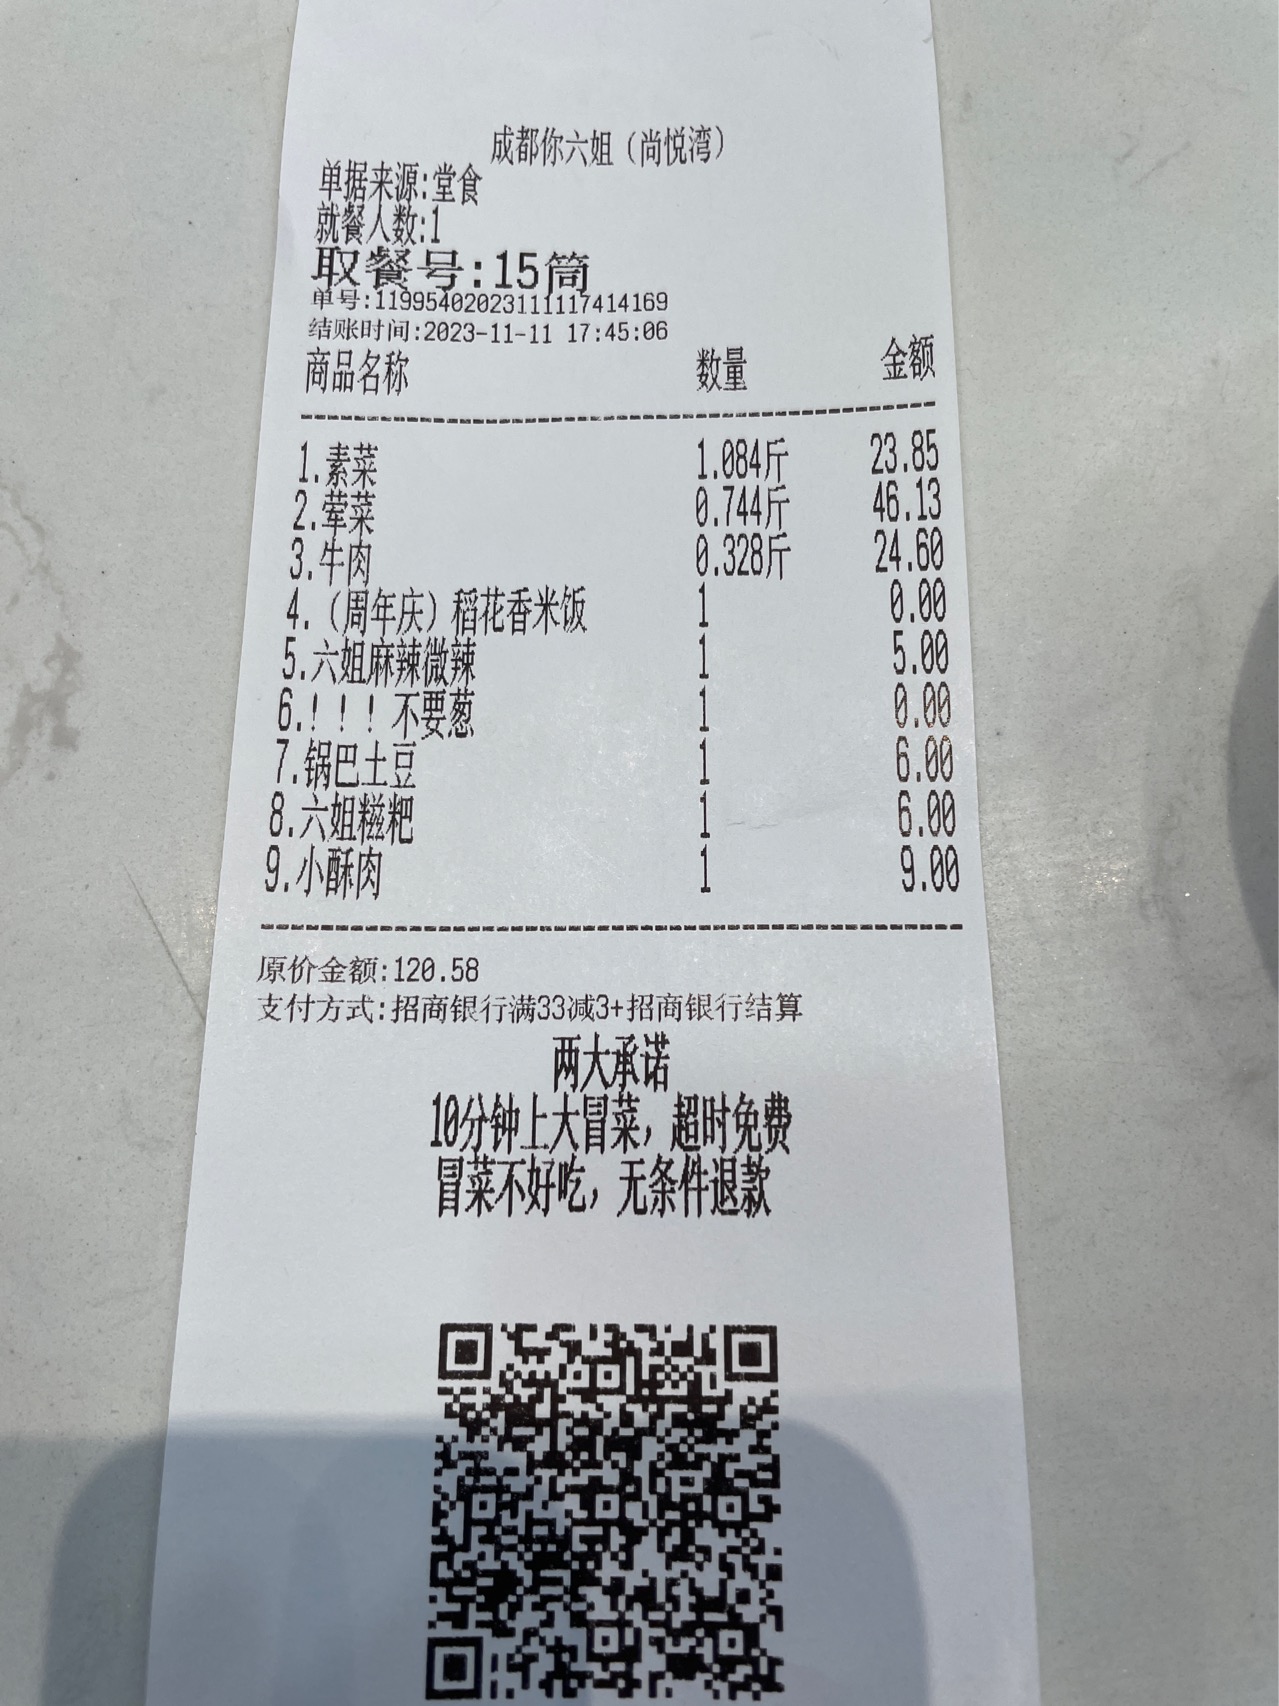 成都你六姐（尚悦湾）
单据来源:堂食
就餐人数:1
取餐号:15筒
单号:11995402023111117414169
结账时间:2023-11-11 17:45:06
商品名称 数量 金额
1.素菜 1.084斤 23.85
2.荤菜 0.744斤 46.13
3.牛肉 0.328斤 24.60
4.（周年庆）稻花香米饭 1 0.00
5.六姐麻辣微辣 1 5.00
6.！！！不要葱 1 0.00
7.锅巴土豆 1 6.00
8.六姐糍粑 1 6.00
9.小酥肉 1 9.00
原价金额:120.58
支付方式:招商银行满33减3+招商银行结算
两大承诺
10分钟上大冒菜，超时免费
冒菜不好吃，无条件退款